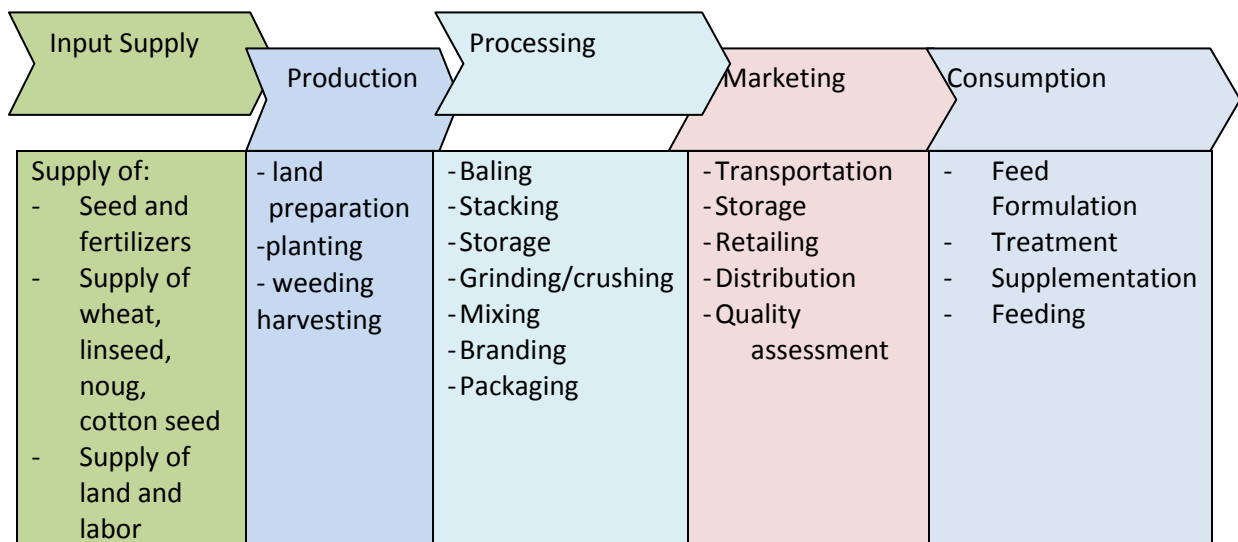 Input Supply
Production
Processing
Marketing
Consumption
Supply of:
- Seed and
fertilizers
- Supply of
wheat,
linseed,
noug,
cotton seed
- Supply of
land and
labor
- land
preparation
-planting
- weeding
harvesting
-Baling
-Stacking
-Storage
-Grinding/crushing
-Mixing
-Branding
-Packaging
-Transportation
-Storage
-Retailing
-Distribution
-Quality
assessment
- Feed
Formulation
- Treatment
- Supplementation
- Feeding